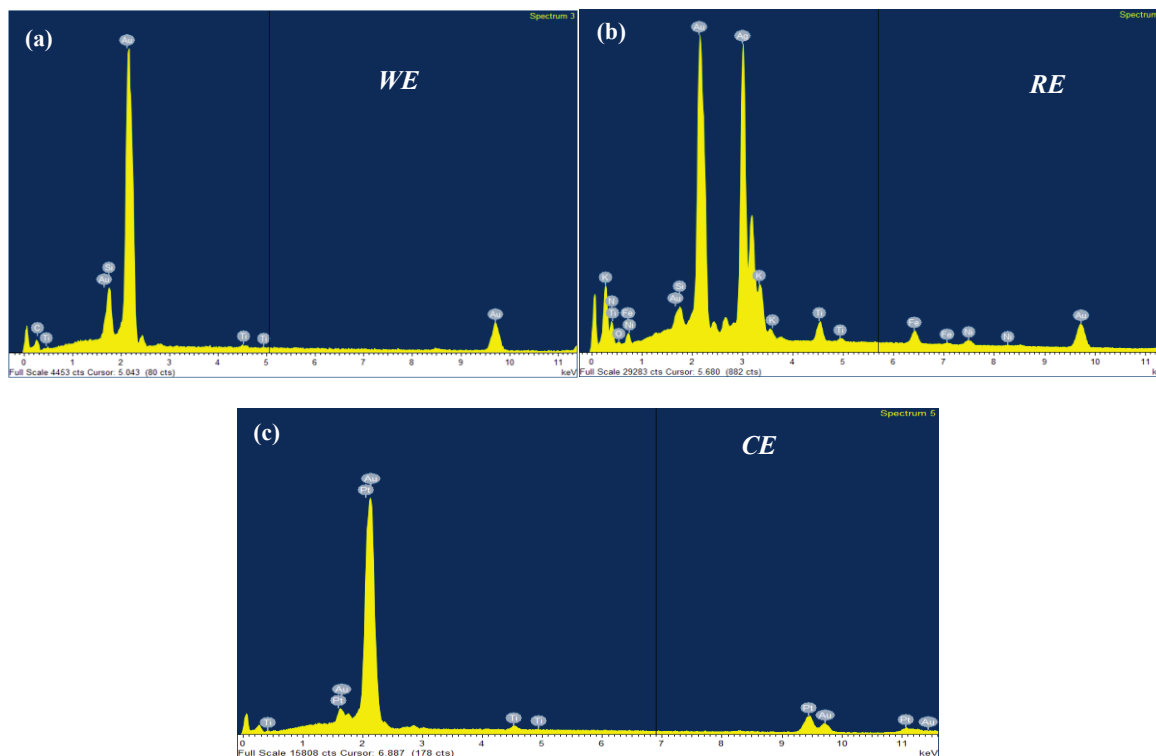 Spectrum 3
(a)
WE
Au
Si
Au
C
Ti
Ti
Ti
Au
0 1 2 3 4 5 6 7 8 9 10 11
Full Scale 4453 cts Cursor: 5.043 (80 cts) keV
Spectrum
(b)
RE
Au
Ag
K
N
Ti
O
Fe
Ni
Si
Au
K
K
Ti
Ti
Fe
Fe
Ni
Ni
Au
0 1 2 3 4 5 6 7 8 9 10 11
Full Scale 29283 cts Cursor: 5.680 (882 cts)
Spectrum 5
(c)
CE
Au
Pt
Au
Pt
Ti
Ti
Ti
Pt
Au
Pt
Au
0 1 2 3 4 5 6 7 8 9 10 11
Full Scale 15808 cts Cursor: 6.887 (178 cts) keV